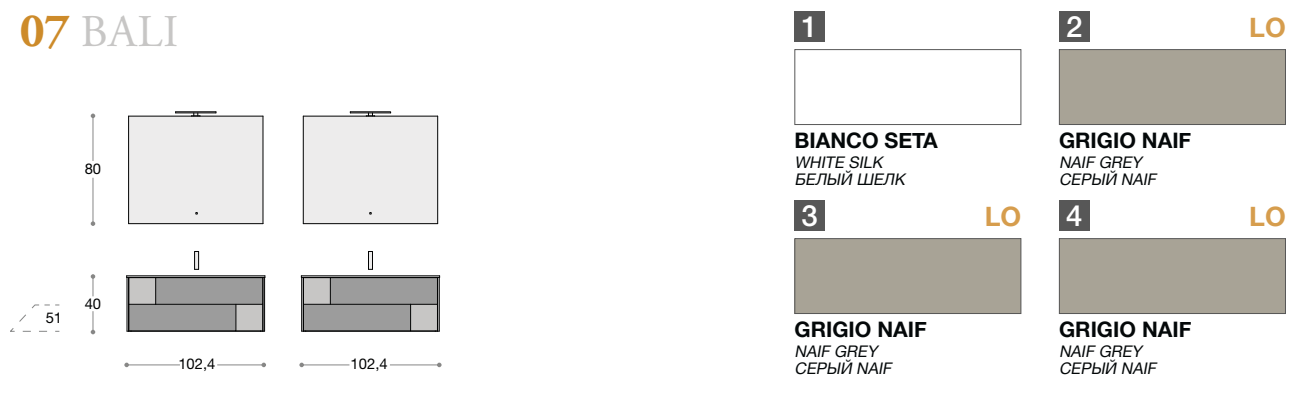 07 BALI
80
40
51
102,4
102,4
1
BIANCO SETA
WHITE SILK
БЕЛЫЙ ШЕЛК
2 LO
GRIGIO NAIF
NAIF GREY
СЕРЫЙ NAIF
3 LO
GRIGIO NAIF
NAIF GREY
СЕРЫЙ NAIF
4 LO
GRIGIO NAIF
NAIF GREY
СЕРЫЙ NAIF